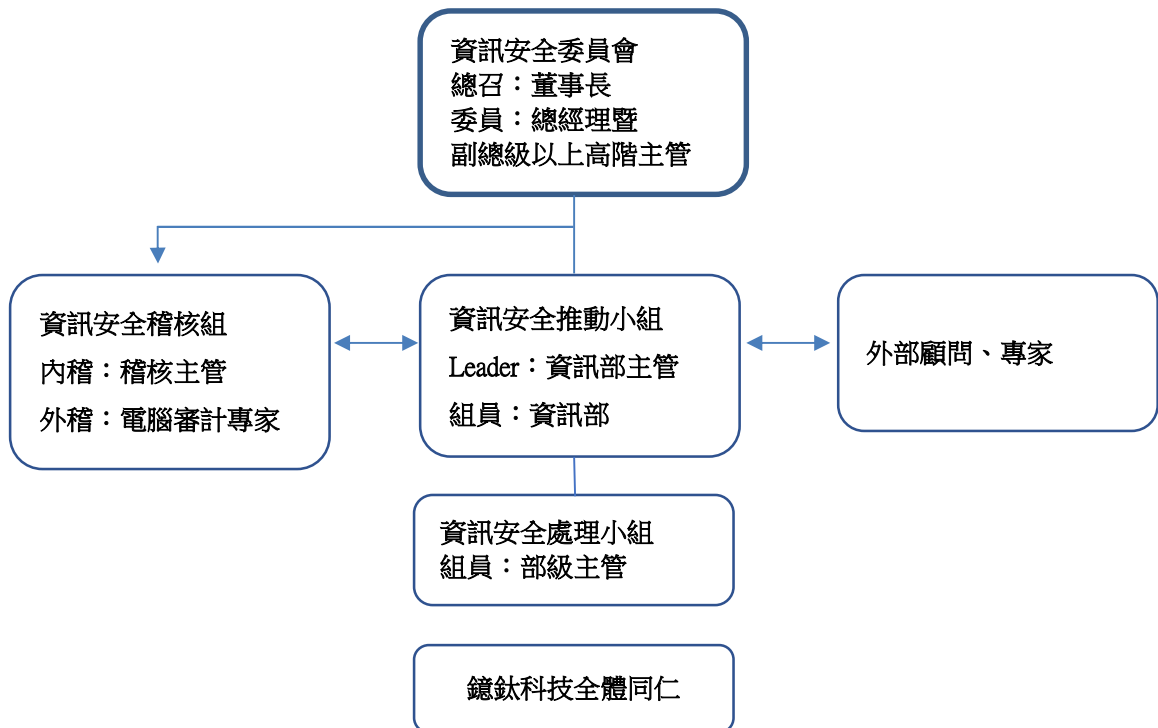 資訊安全委員會
總召：董事長
委員：總經理暨
副總級以上高階主管
資訊安全稽核組
內稽：稽核主管
外稽：電腦審計專家
資訊安全推動小組
Leader：資訊部主管
組員：資訊部
外部顧問、專家
資訊安全處理小組
組員：部級主管
鐿鈦科技全體同仁